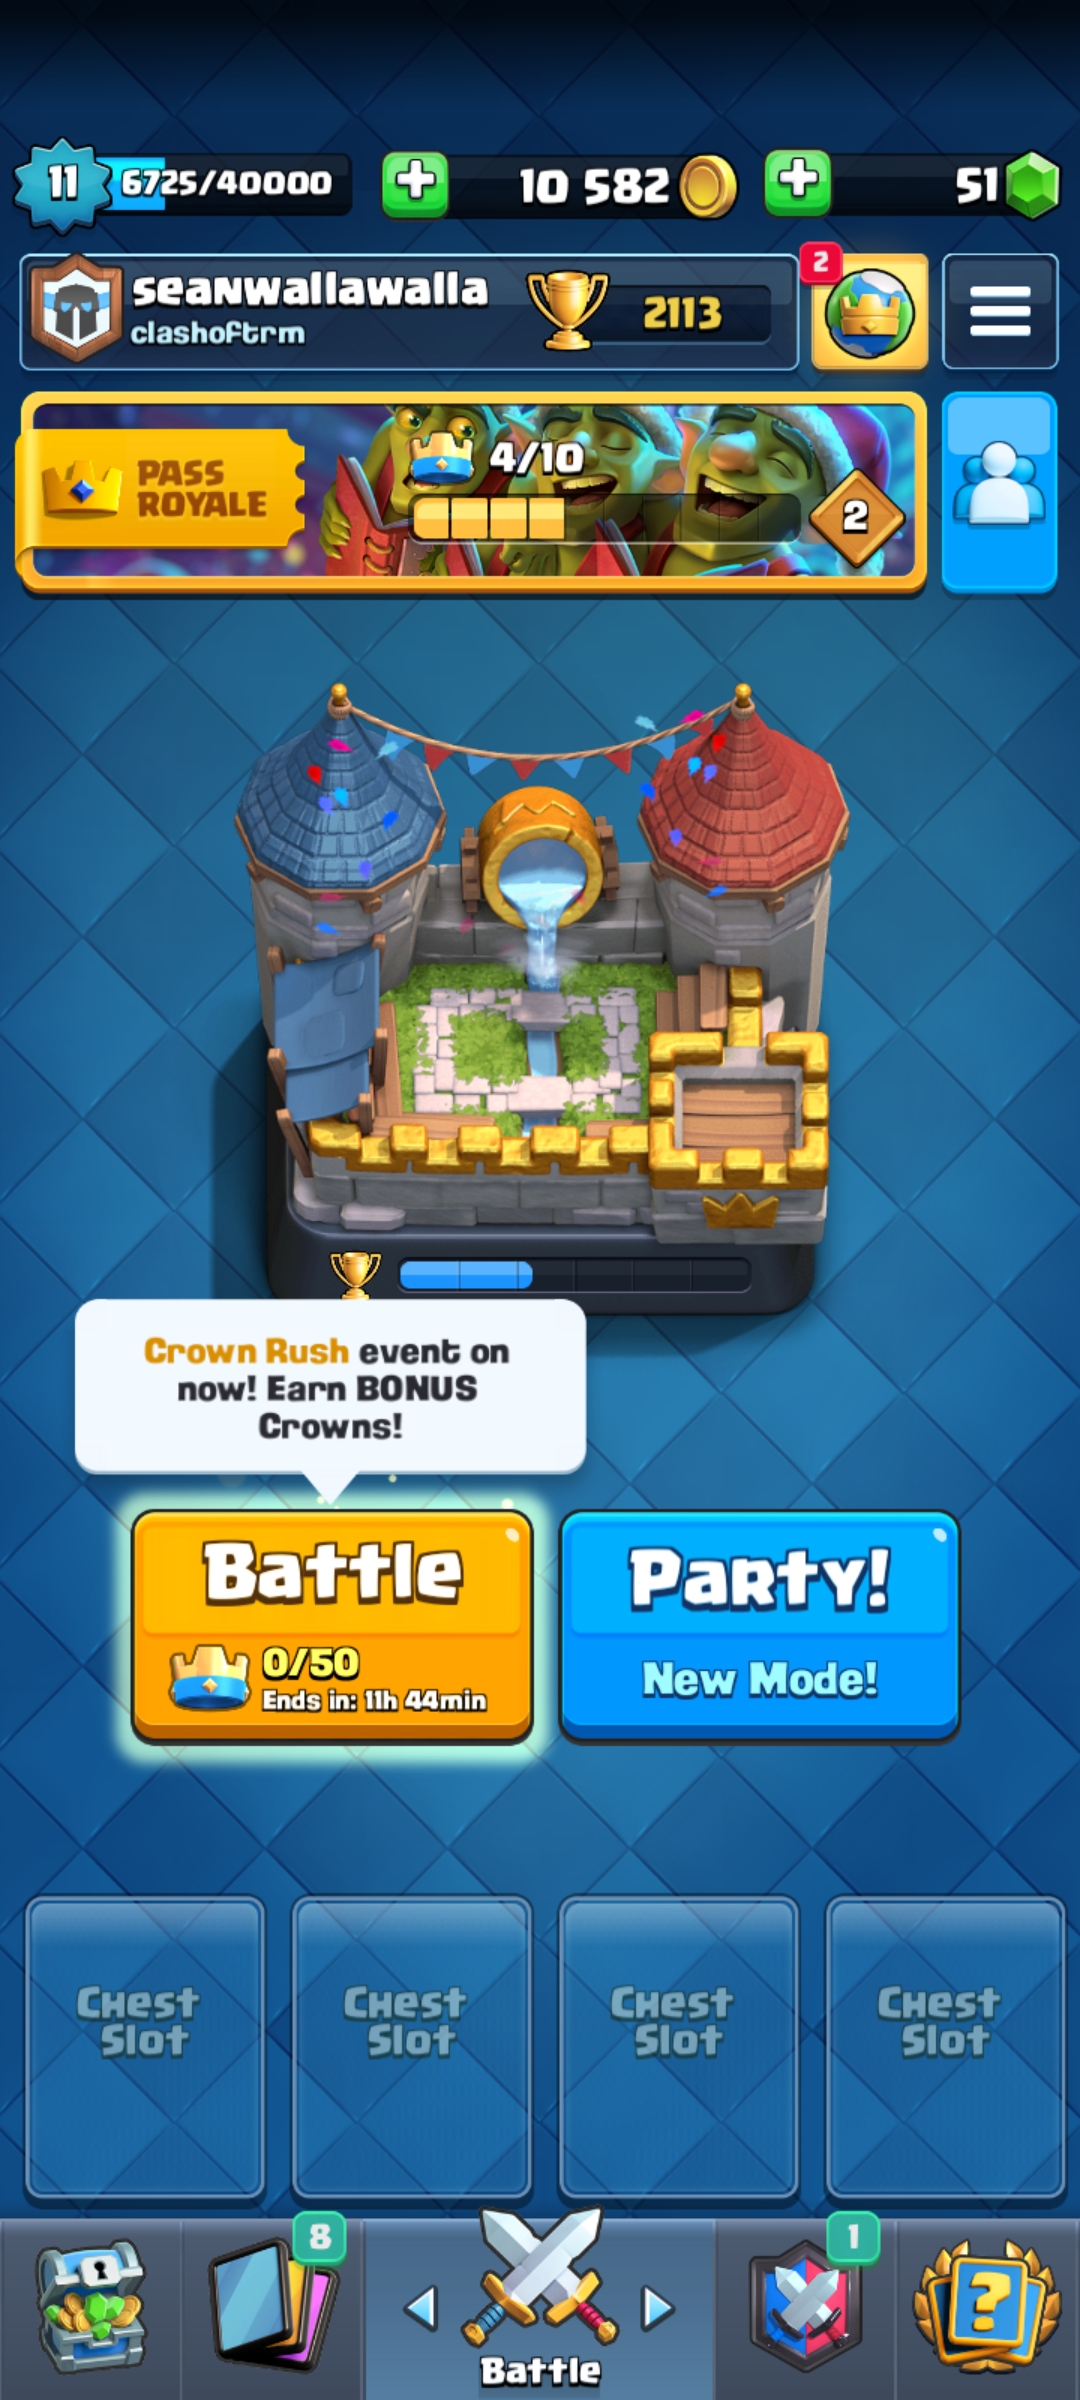 11
6725/40000
10 582
51
seanwallawalla
clashoftrm
2113
2
PASS
ROYALE
4/10
2
Crown Rush event on
now! Earn BONUS
Crowns!
Battle
0/50
Ends in: 11h 44min
Party!
New Mode!
Chest
Slot
Chest
Slot
Chest
Slot
Chest
Slot
8
1
?
Battle